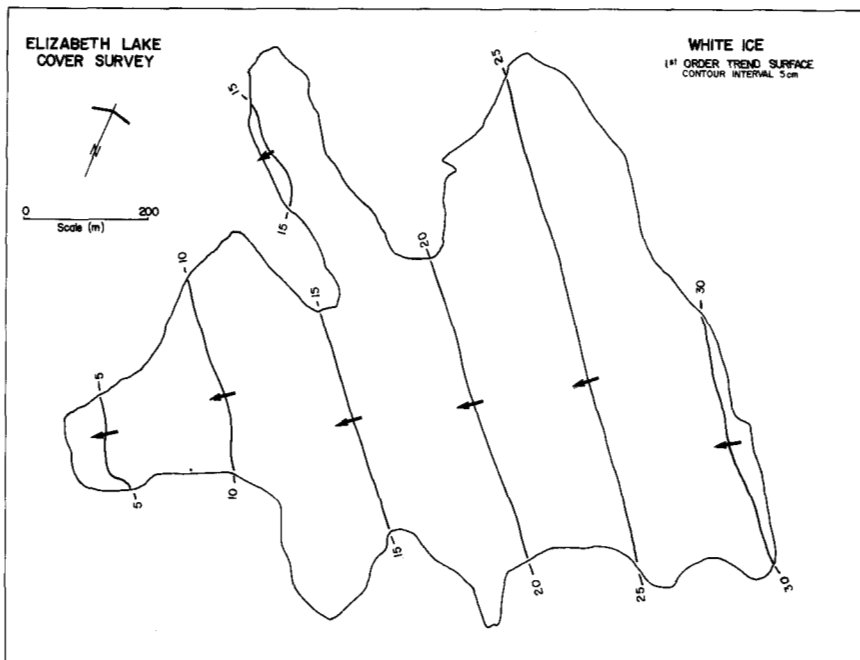 ELIZABETH LAKE
COVER SURVEY
WHITE ICE
1st ORDER TREND SURFACE
CONTOUR INTERVAL 5cm
N
0 200
Scale (m)
25
15
15
20
10
15
30
5
5
10
15
20
25
30